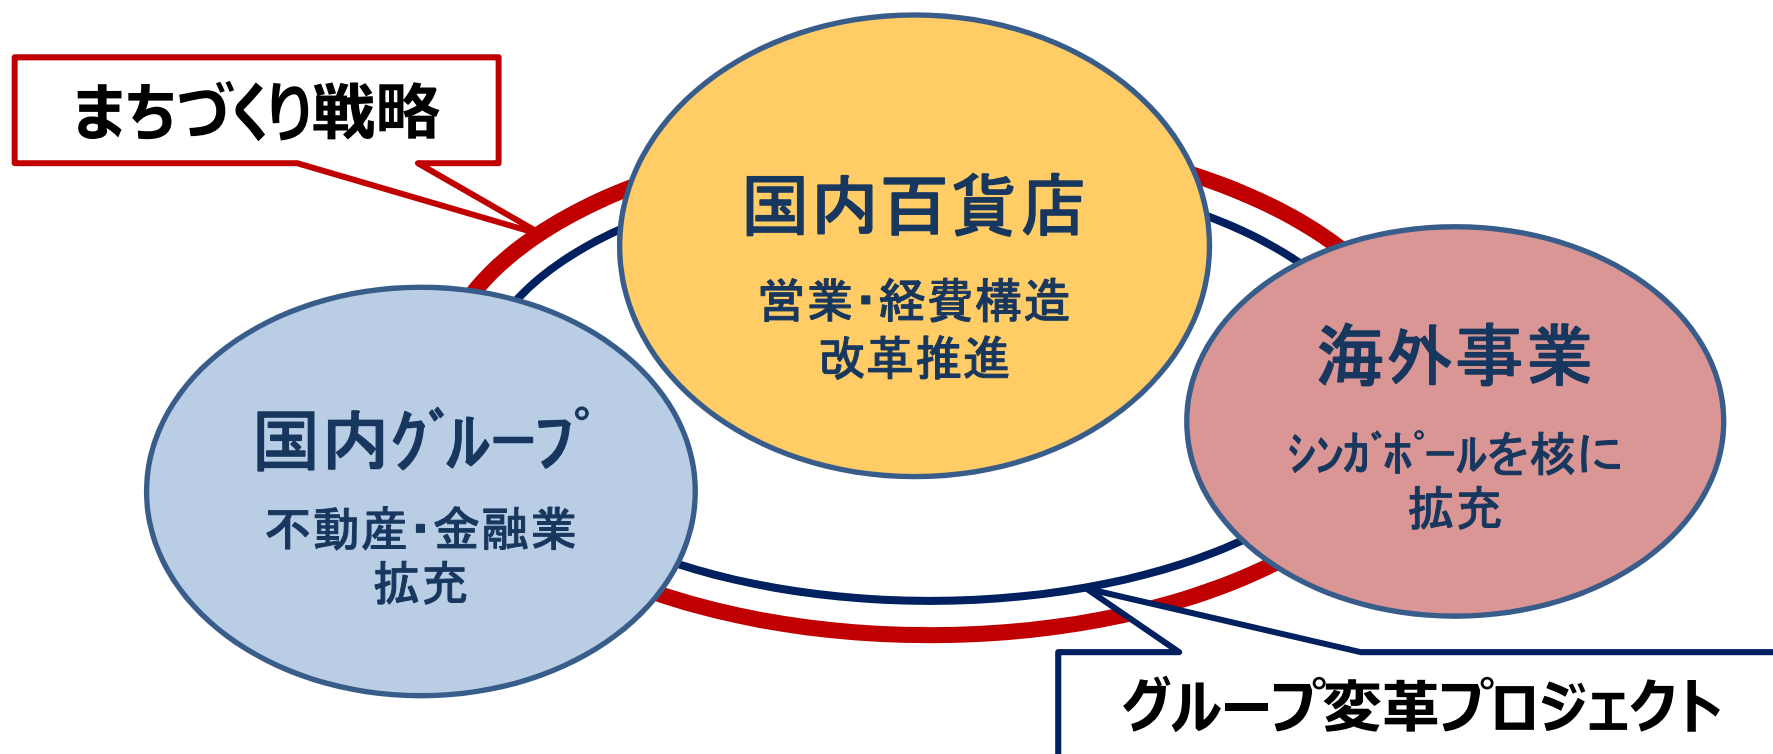 まちづくり戦略
国内百貨店
営業・経費構造
改革推進
海外事業
ｼﾝｶﾞﾎﾟｰﾙを核に
拡充
国内ｸﾞﾙｰﾌﾟ
不動産・金融業
拡充
グループ変革プロジェクト